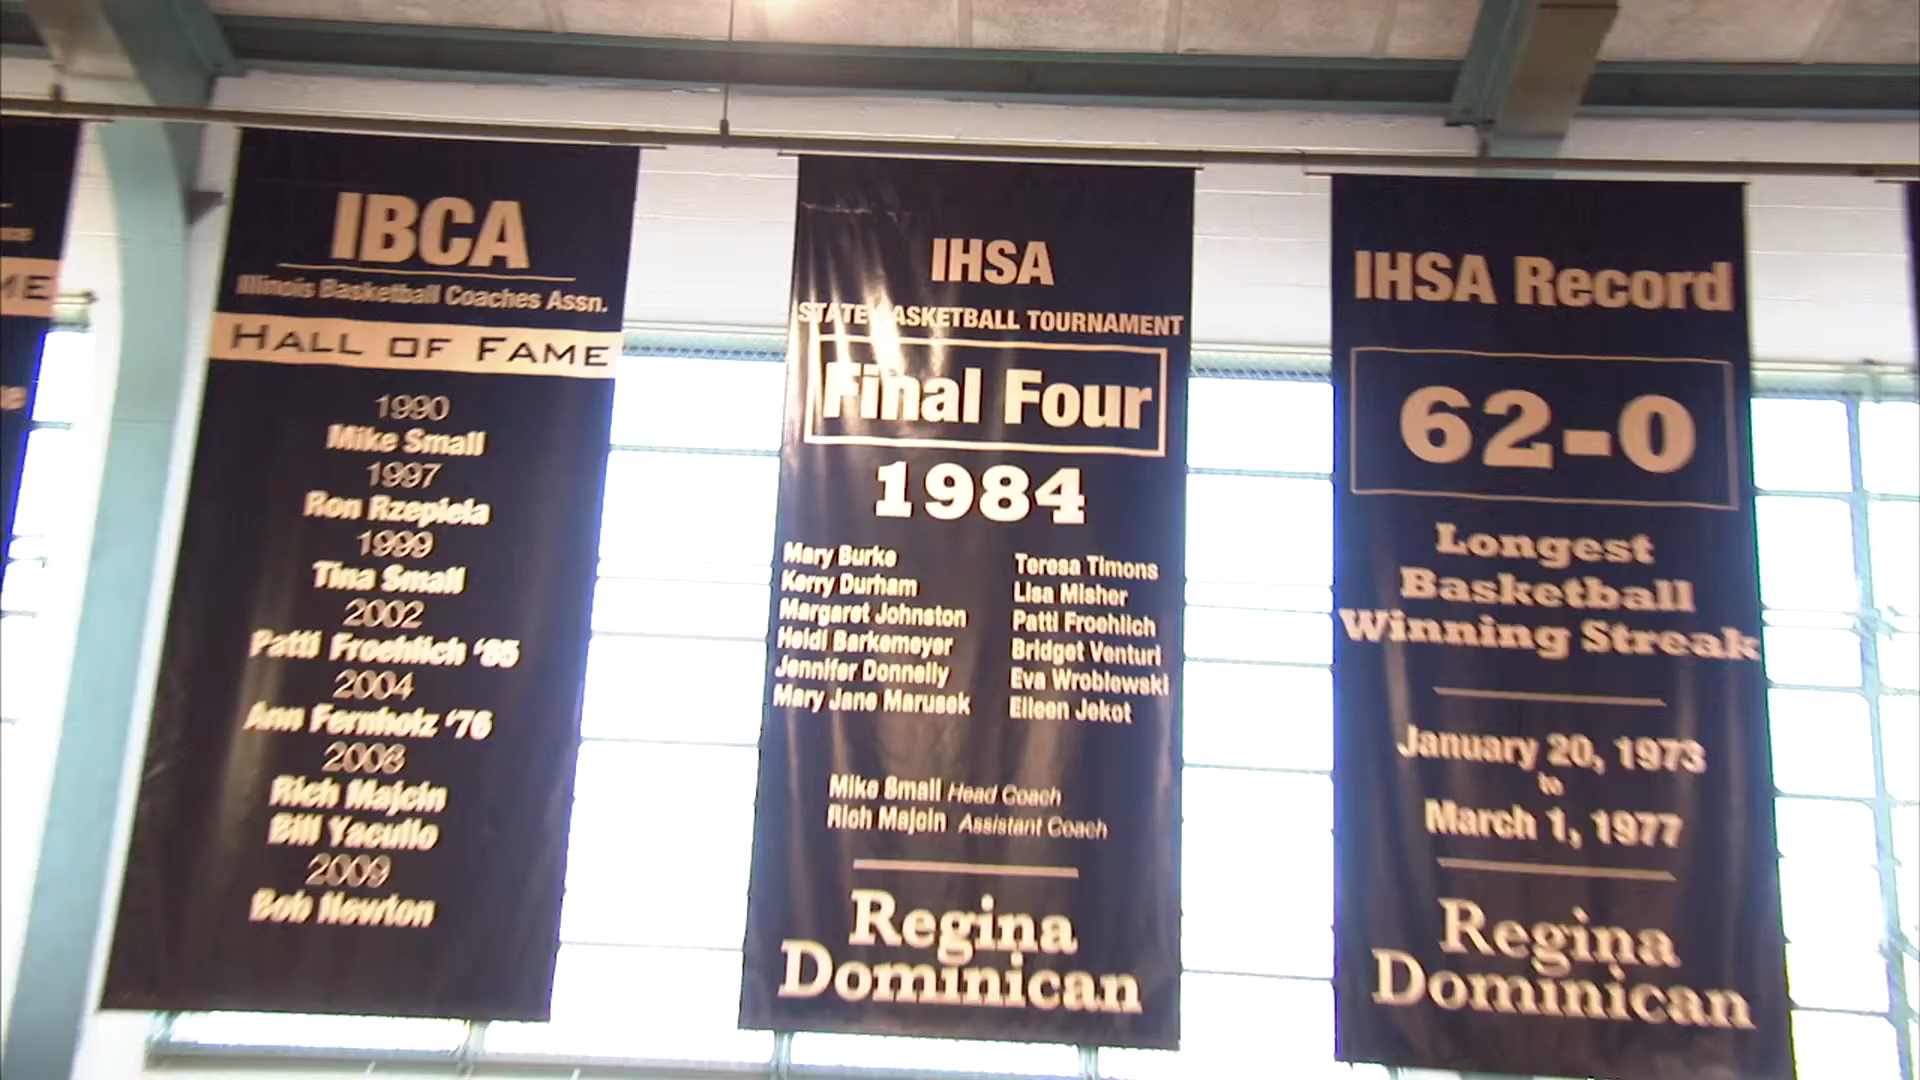 ME
IBCA
Illinois Basketball Coaches Assn.
HALL OF FAME
1990
Mike Small
1997
Ron Rzepiela
1999
Tina Small
2002
Patti Froehlich ‘85
2004
Ann Fernholz ‘76
2008
Rich Majcin
Bill Yacullo
2009
Bob Newton
IHSA
STATE BASKETBALL TOURNAMENT
Final Four
1984
Mary Burke
Kerry Durham
Margaret Johnston
Heidi Barkemeyer
Jennifer Donnelly
Mary Jane Marusek
Teresa Timons
Lisa Misher
Patti Froehlich
Bridget Venturi
Eva Wroblewski
Eileen Jekot
Mike Small Head Coach
Rich Majcin Assistant Coach
Regina
Dominican
IHSA Record
62-0
Longest
Basketball
Winning Streak
January 20, 1973
to
March 1, 1977
Regina
Dominican